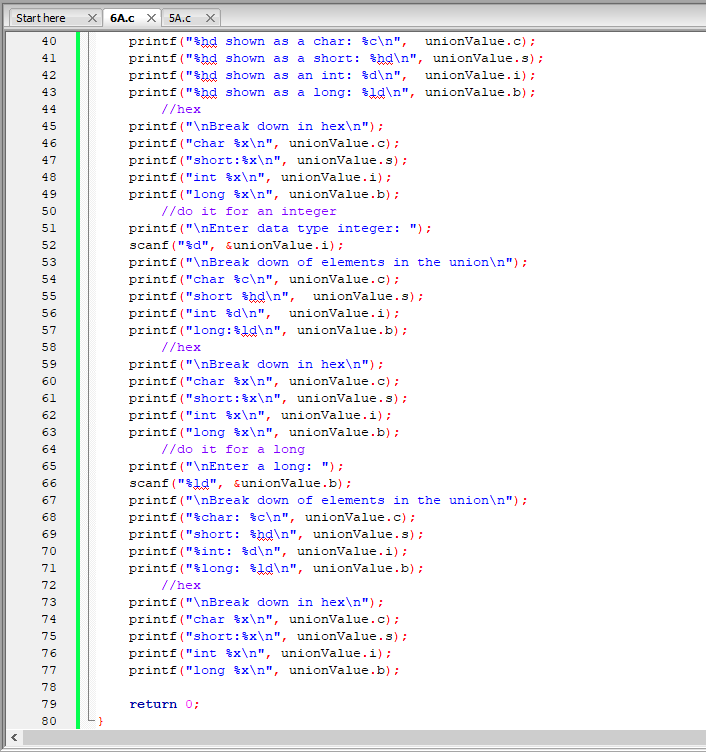 Start here 6A.c 5A.c
40 printf("%hd shown as a char: %c\n",  unionValue.c);
41 printf("%hd shown as a short: %hd\n", unionValue.s);
42 printf("%hd shown as an int: %d\n",  unionValue.i);
43 printf("%hd shown as a long: %ld\n", unionValue.b);
44 //hex
45 printf("\nBreak down in hex\n");
46 printf("char %x\n", unionValue.c);
47 printf("short:%x\n", unionValue.s);
48 printf("int %x\n", unionValue.i);
49 printf("long %x\n", unionValue.b);
50 //do it for an integer
51 printf("\nEnter data type integer: ");
52 scanf("%d", &unionValue.i);
53 printf("\nBreak down of elements in the union\n");
54 printf("char %c\n", unionValue.c);
55 printf("short %hd\n",  unionValue.s);
56 printf("int %d\n",  unionValue.i);
57 printf("long:%ld\n", unionValue.b);
58 //hex
59 printf("\nBreak down in hex\n");
60 printf("char %x\n", unionValue.c);
61 printf("short:%x\n", unionValue.s);
62 printf("int %x\n", unionValue.i);
63 printf("long %x\n", unionValue.b);
64 //do it for a long
65 printf("\nEnter a long: ");
66 scanf("%ld", &unionValue.b);
67 printf("\nBreak down of elements in the union\n");
68 printf("%char: %c\n", unionValue.c);
69 printf("short: %hd\n", unionValue.s);
70 printf("%int: %d\n", unionValue.i);
71 printf("%long: %ld\n", unionValue.b);
72 //hex
73 printf("\nBreak down in hex\n");
74 printf("char %x\n", unionValue.c);
75 printf("short:%x\n", unionValue.s);
76 printf("int %x\n", unionValue.i);
77 printf("long %x\n", unionValue.b);
78
79 return 0;
80 }